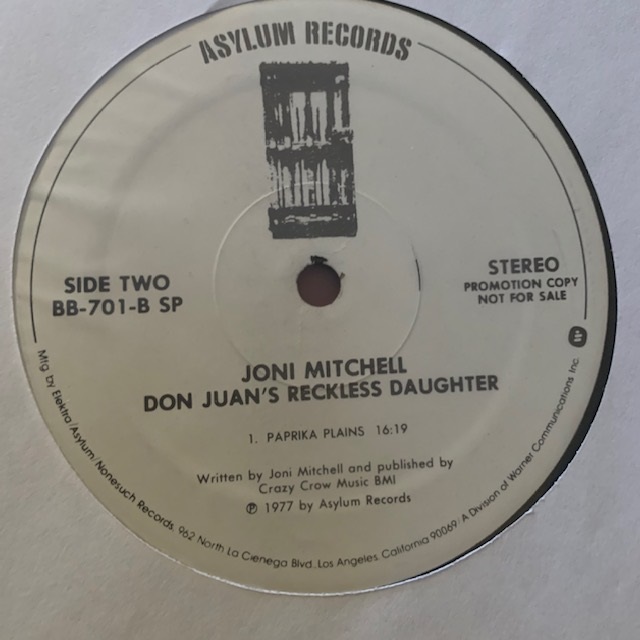 ASYLUM RECORDS
SIDE TWO
BB-701-B SP
STEREO
PROMOTION COPY
NOT FOR SALE
JONI MITCHELL
DON JUAN'S RECKLESS DAUGHTER
1. PAPRIKA PLAINS 16:19
Written by Joni Mitchell and published by
Crazy Crow Music BMI
℗ 1977 by Asylum Records
Mfg. by Elektra/Asylum/Nonesuch Records, 962 North La Cienega Blvd. Los Angeles, California 90069/A Division of Warner Communications Inc.